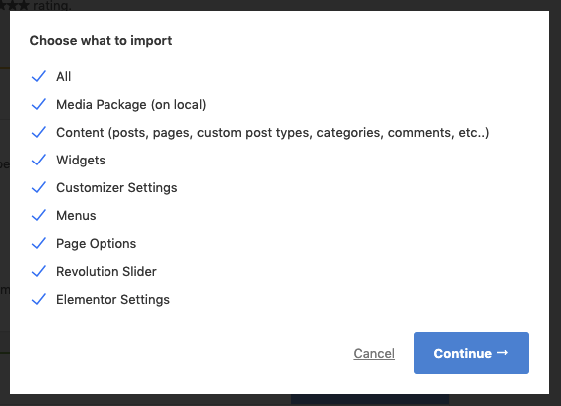 ★★★ rating.
Choose what to import
All
Media Package (on local)
Content (posts, pages, custom post types, categories, comments, etc..)
Widgets
Customizer Settings
Menus
Page Options
Revolution Slider
Elementor Settings
Cancel
Continue →